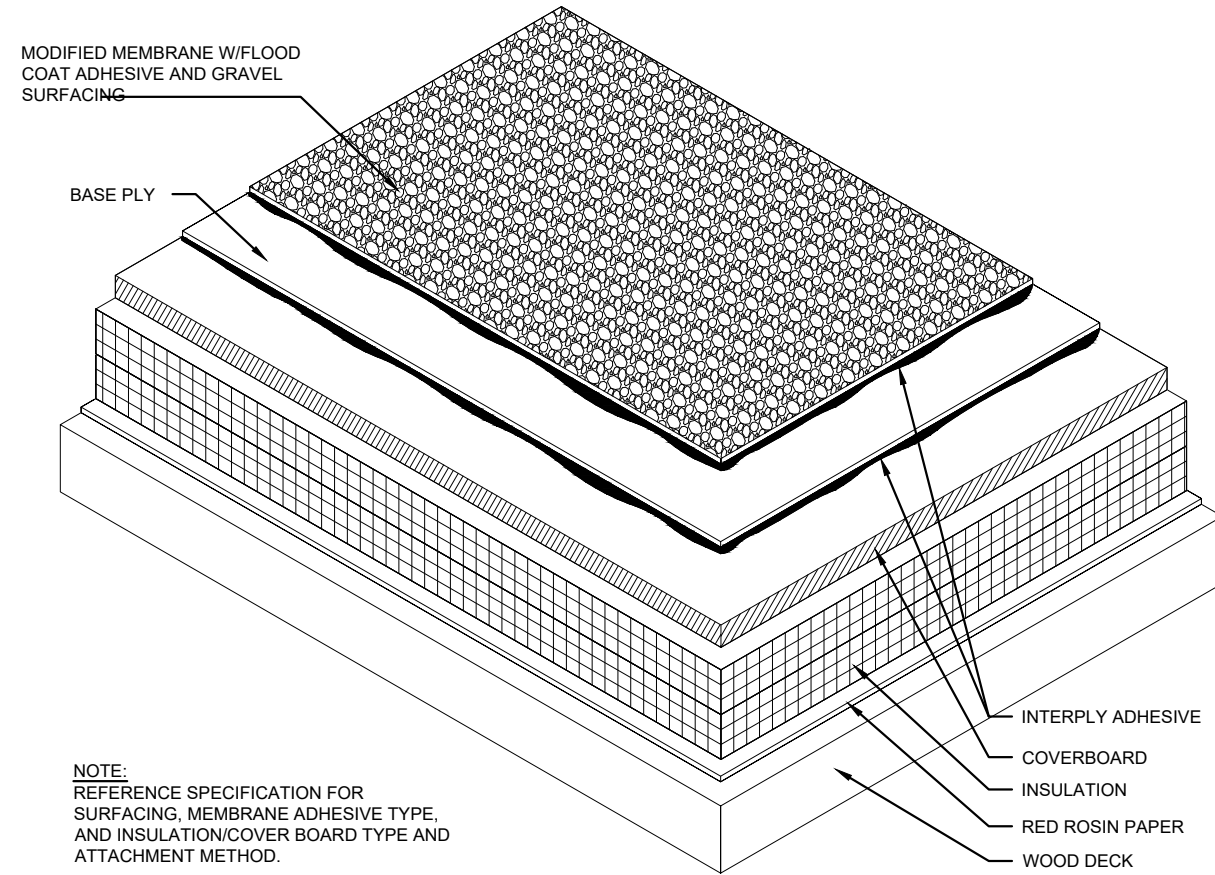 MODIFIED MEMBRANE W/FLOOD
COAT ADHESIVE AND GRAVEL
SURFACING
BASE PLY
INTERPLY ADHESIVE
COVERBOARD
INSULATION
RED ROSIN PAPER
WOOD DECK
NOTE:
REFERENCE SPECIFICATION FOR
SURFACING, MEMBRANE ADHESIVE TYPE,
AND INSULATION/COVER BOARD TYPE AND
ATTACHMENT METHOD.